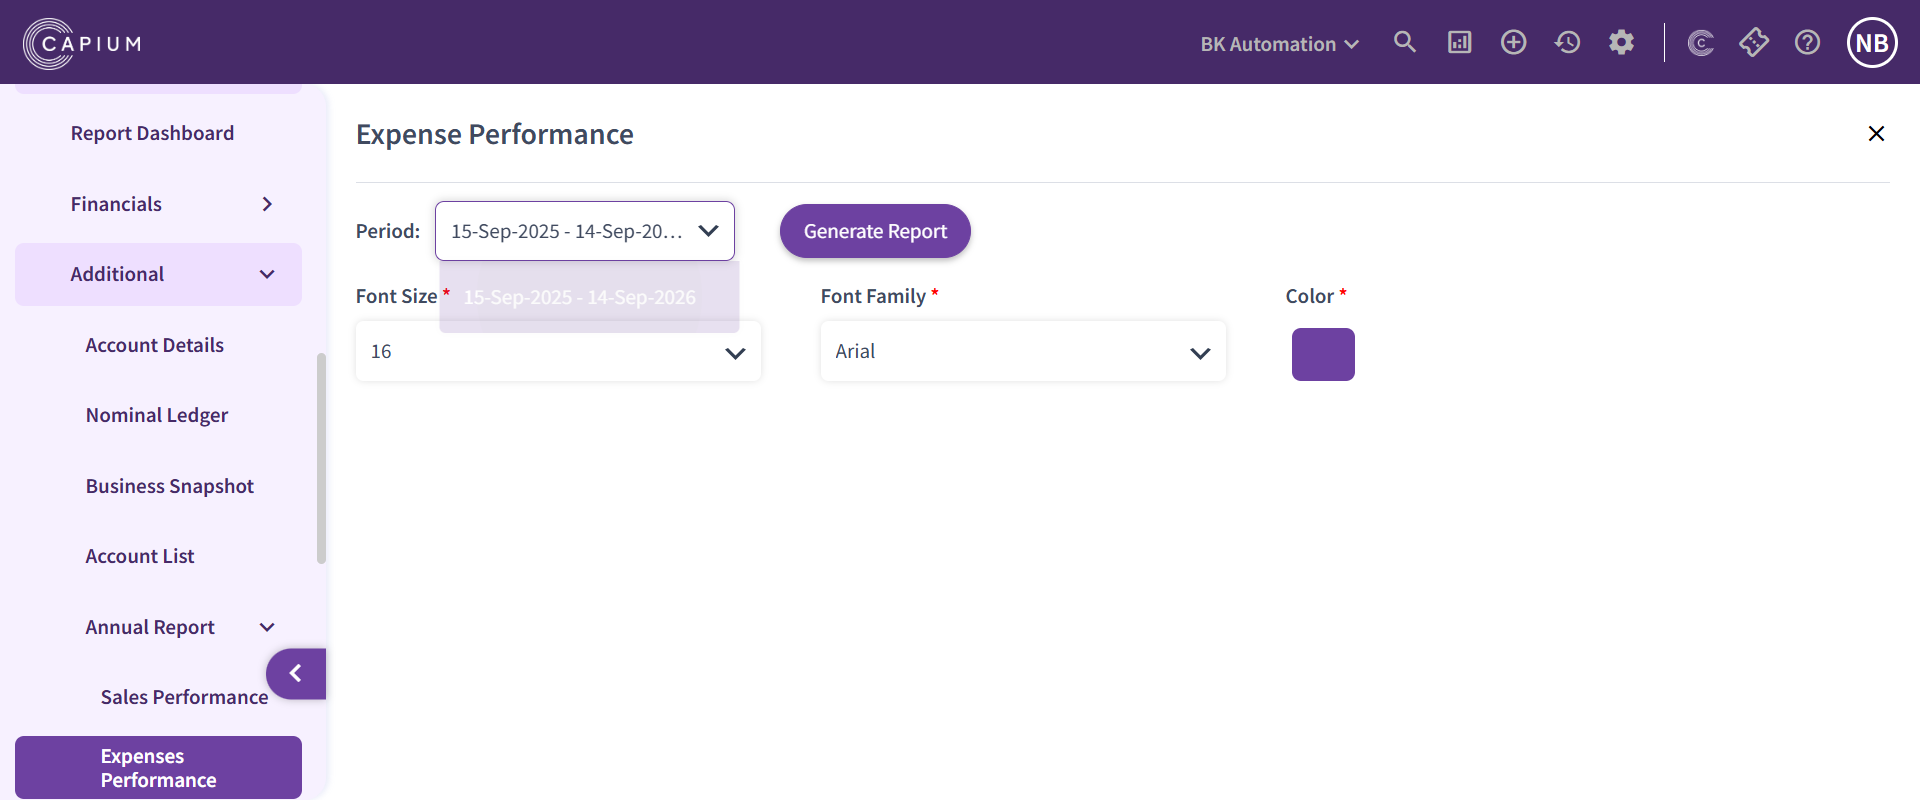 CAPIUM
BK Automation
NB
Report Dashboard
Financials
Additional
Account Details
Nominal Ledger
Business Snapshot
Account List
Annual Report
Sales Performance
Expenses
Performance
Expense Performance
Period:
15-Sep-2025 - 14-Sep-20...
Generate Report
15-Sep-2025 - 14-Sep-2026
Font Size *
16
Font Family *
Arial
Color *